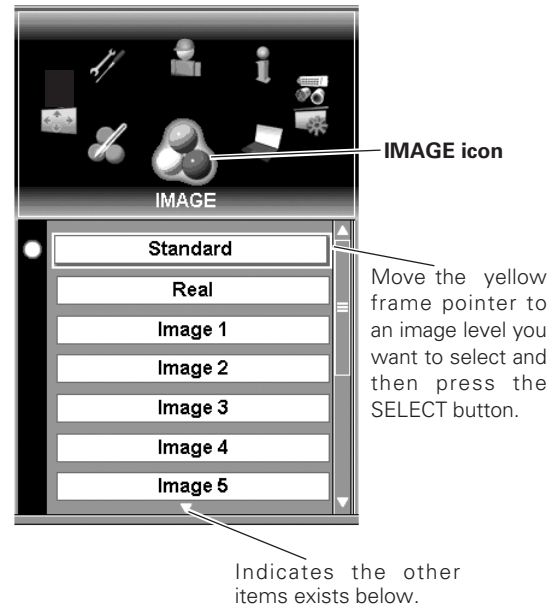 IMAGE icon
IMAGE
Standard
Real
Image 1
Image 2
Image 3
Image 4
Image 5
Move the yellow
frame pointer to
an image level you
want to select and
then press the
SELECT button.
Indicates the other
items exists below.